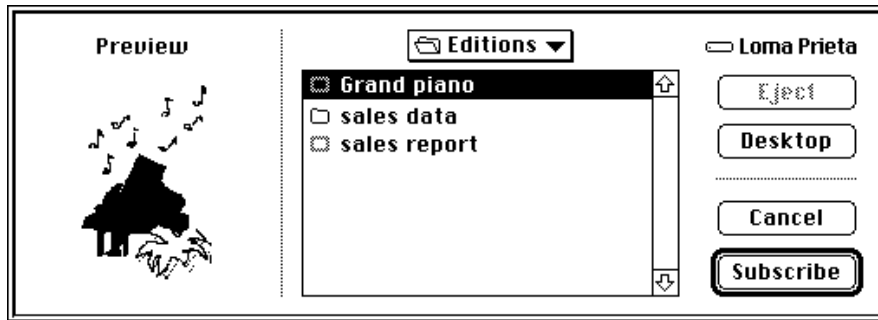 Preview
Editions
Grand piano
sales data
sales report
Loma Prieta
Eject
Desktop
Cancel
Subscribe